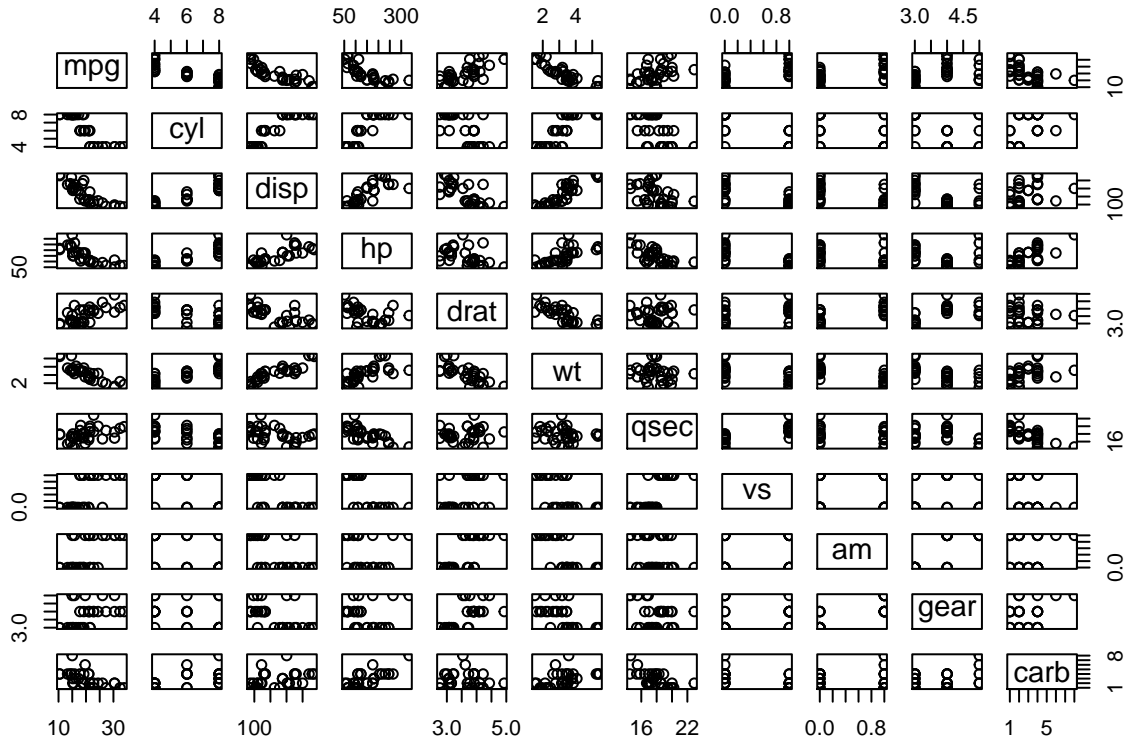 4 6 8 50 300 2 4 0.0 0.8 3.0 4.5
mpg 10
8 4 cyl
disp 100
50 hp
drat 3.0
2 wt
qsec 16
0.0 vs
am 0.0
3.0 gear
carb 8 1
10 20 30 100 3.0 5.0 16 22 0.0 0.8 1 5